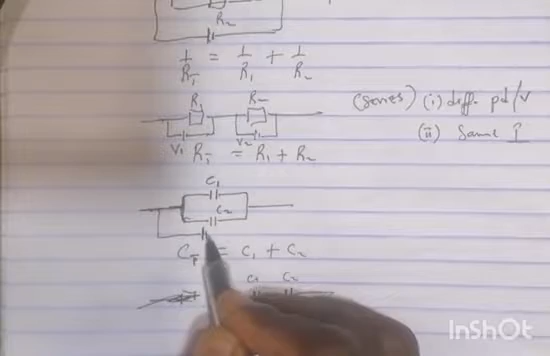 R₂
1/R_T = 1/R₁ + 1/R₂
R₁ R₂ (Series) (i) diff. pd/V
V₁ V₂ (ii) Same I
R_T = R₁ + R₂
C₁
C₂
C_T = C₁ + C₂
C₁ C₂
InShOt